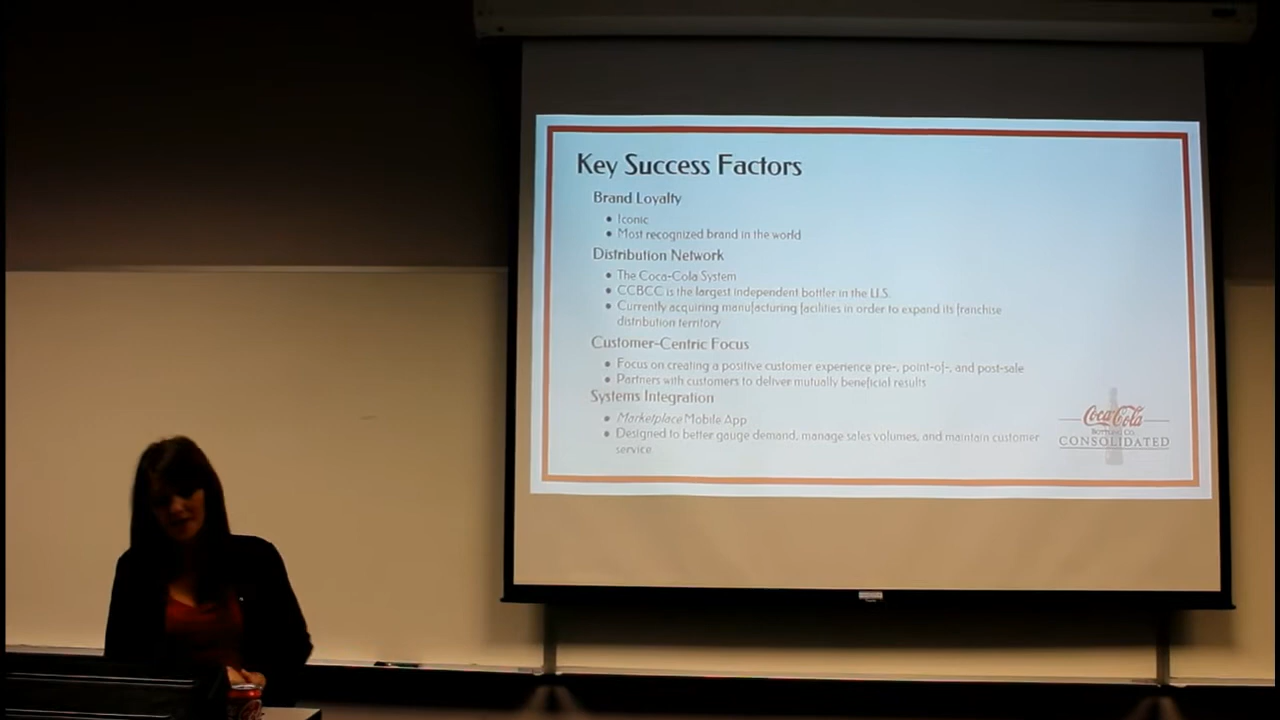 Key Success Factors
Brand Loyalty
• Iconic
• Most recognized brand in the world
Distribution Network
• The Coca-Cola System
• CCBCC is the largest independent bottler in the U.S.
• Currently acquiring manufacturing facilities in order to expand its franchise
distribution territory
Customer-Centric Focus
• Focus on creating a positive customer experience pre-, point-of-, and post-sale
• Partners with customers to deliver mutually beneficial results
Systems Integration
• Marketplace Mobile App
• Designed to better gauge demand, manage sales volumes, and maintain customer
service
Coca-Cola
BOTTLING CO.
CONSOLIDATED